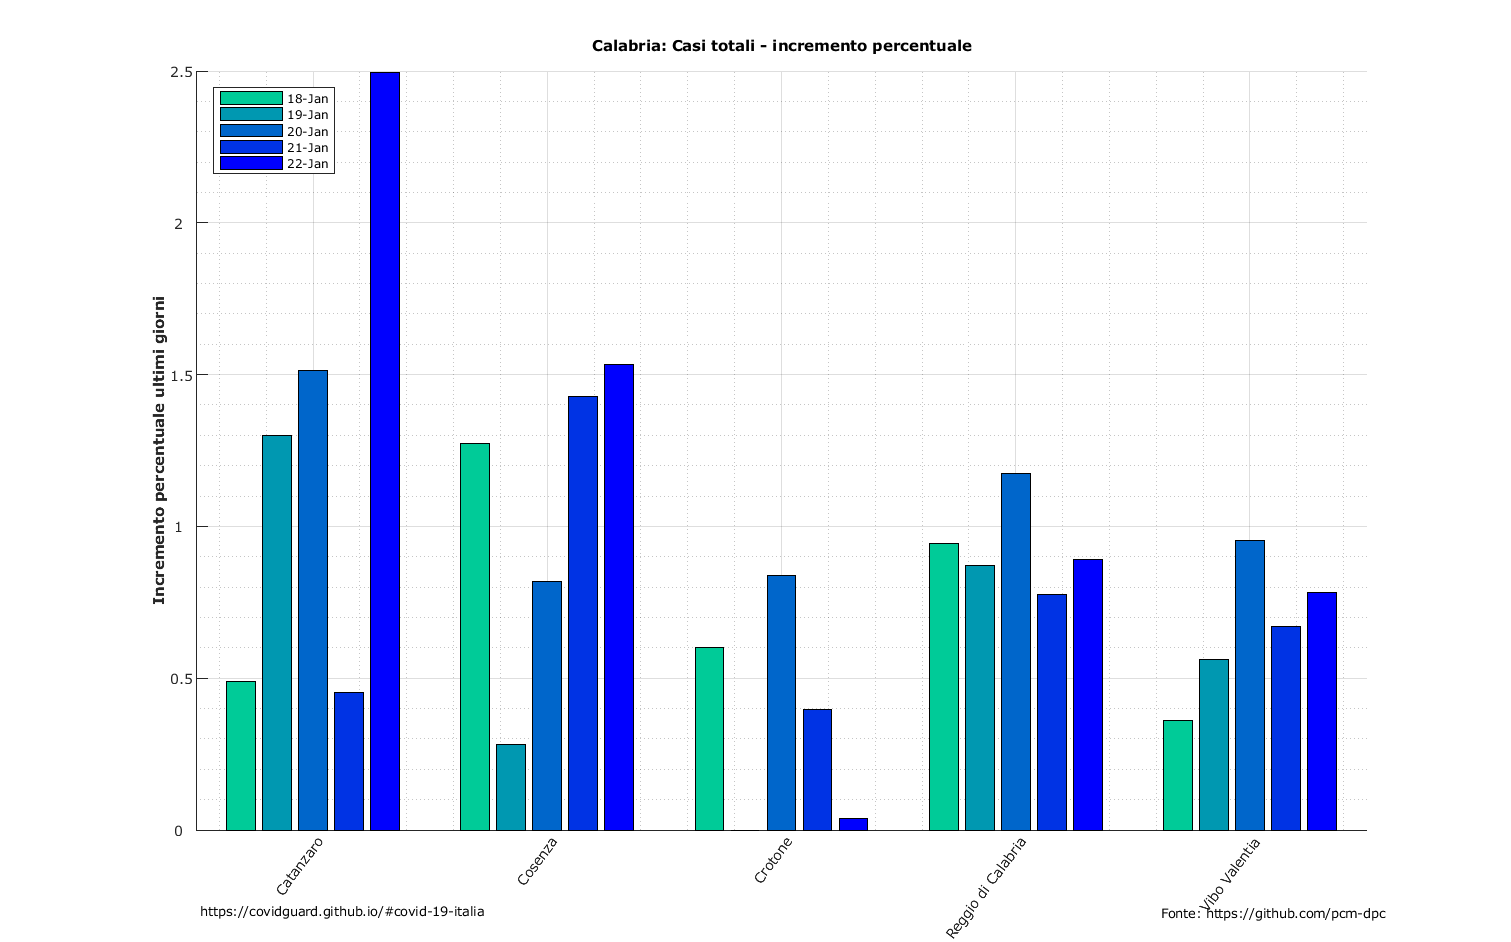 Calabria: Casi totali - incremento percentuale
Incremento percentuale ultimi giorni
2.5
2
1.5
1
0.5
0
18-Jan
19-Jan
20-Jan
21-Jan
22-Jan
Catanzaro
Cosenza
Crotone
Reggio di Calabria
Vibo Valentia
https://covidguard.github.io/#covid-19-italia
Fonte: https://github.com/pcm-dpc